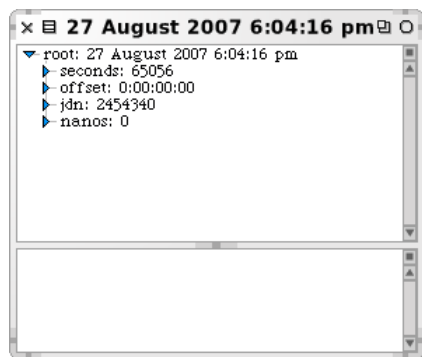 27 August 2007 6:04:16 pm
root: 27 August 2007 6:04:16 pm
seconds: 65056
offset: 0:00:00:00
jdn: 2454340
nanos: 0